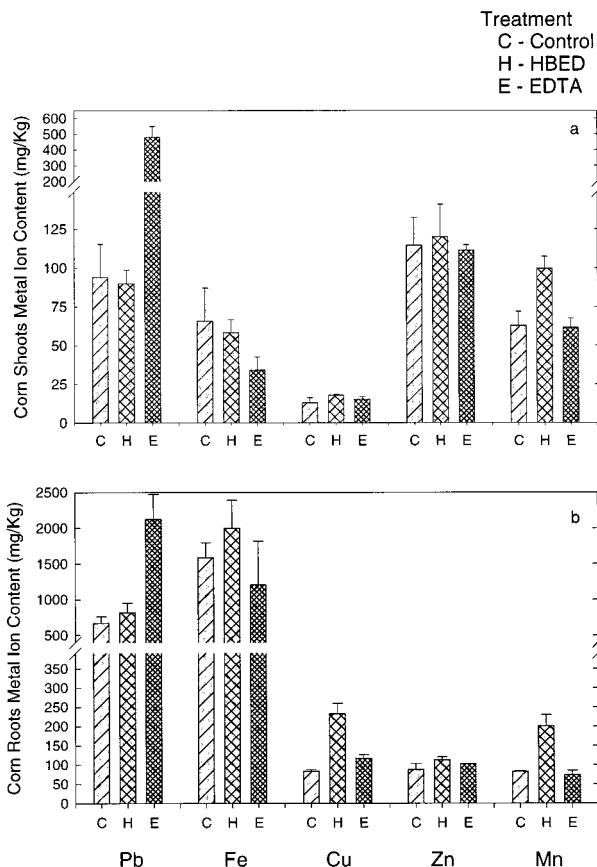 Treatment
C - Control
H - HBED
E - EDTA
a
Corn Shoots Metal Ion Content (mg/Kg)
600
500
400
300
200
125
100
75
50
25
0
C H E C H E C H E C H E C H E
b
Corn Roots Metal Ion Content (mg/Kg)
2500
2000
1500
1000
500
350
300
250
200
150
100
50
0
C H E C H E C H E C H E C H E
Pb Fe Cu Zn Mn